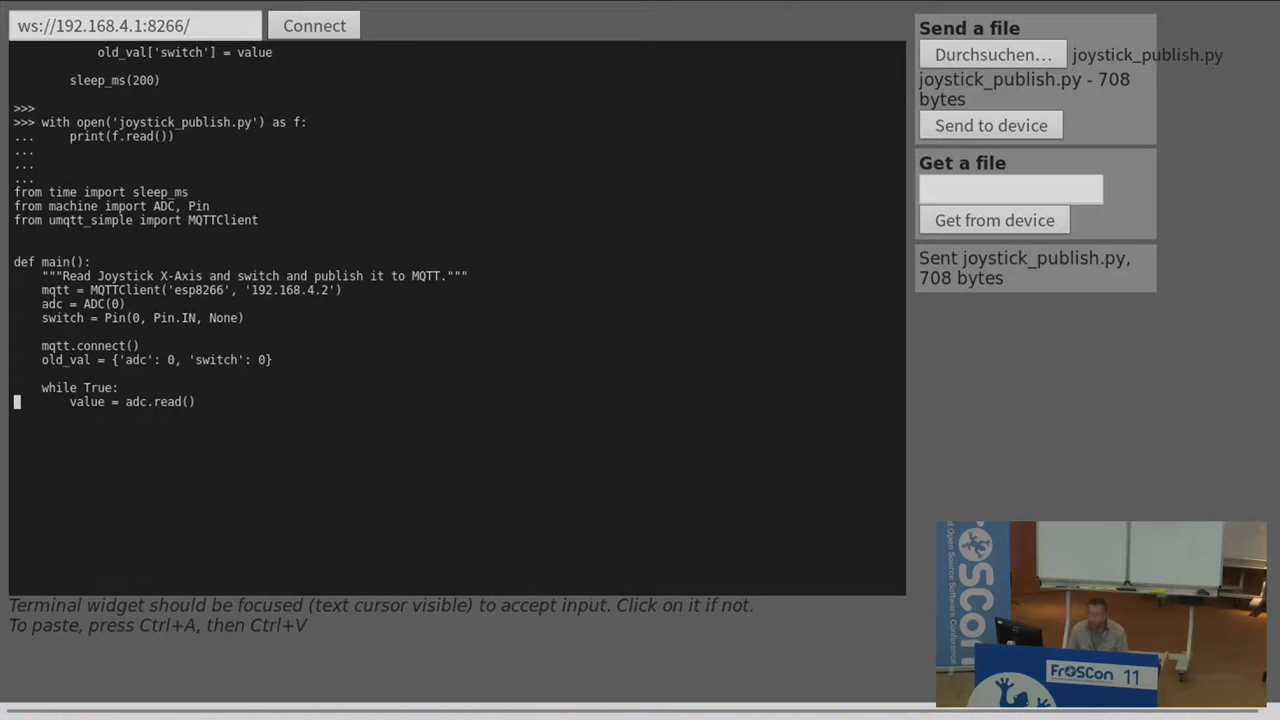 ws://192.168.4.1:8266/
Connect
old_val['switch'] = value
sleep_ms(200)
>>>
>>> with open('joystick_publish.py') as f:
...     print(f.read())
...
...
...
from time import sleep_ms
from machine import ADC, Pin
from umqtt_simple import MQTTClient
def main():
"""Read Joystick X-Axis and switch and publish it to MQTT."""
mqtt = MQTTClient('esp8266', '192.168.4.2')
adc = ADC(0)
switch = Pin(0, Pin.IN, None)
mqtt.connect()
old_val = {'adc': 0, 'switch': 0}
while True:
value = adc.read()
Terminal widget should be focused (text cursor visible) to accept input. Click on it if not.
To paste, press Ctrl+A, then Ctrl+V
Send a file
Durchsuchen… joystick_publish.py
joystick_publish.py - 708
bytes
Send to device
Get a file
Get from device
Sent joystick_publish.py,
708 bytes
FrOSCon
Open Source Software Conference
FrOSCon 11